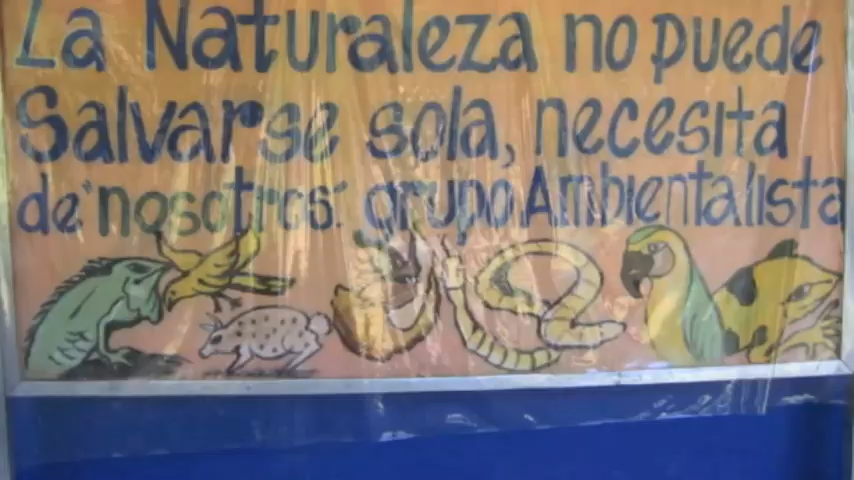 La Naturaleza no puede
Salvarse sola, necesita
de "nosotros" grupo Ambientalista